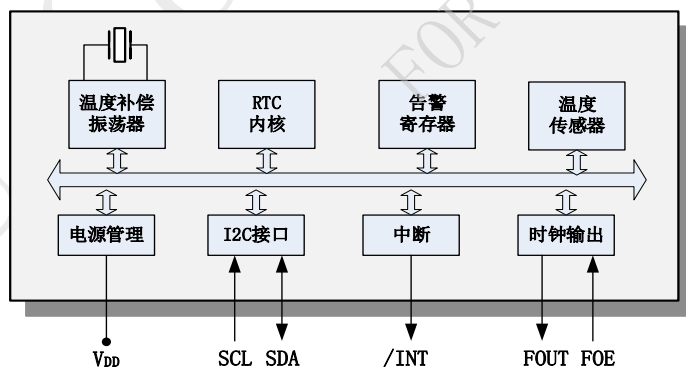 温度补偿
振荡器
RTC
内核
告警
寄存器
温度
传感器
电源管理
I2C接口
中断
时钟输出
VDD
SCL SDA
/INT
FOUT FOE
FOR